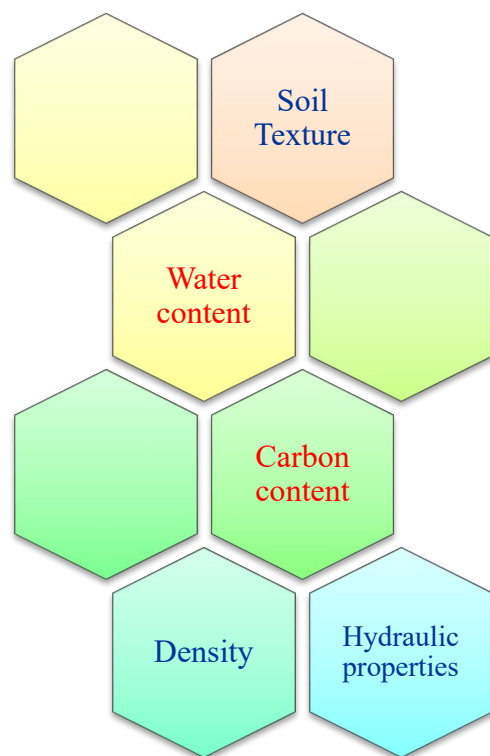 Soil
Texture
Water
content
Carbon
content
Density
Hydraulic
properties